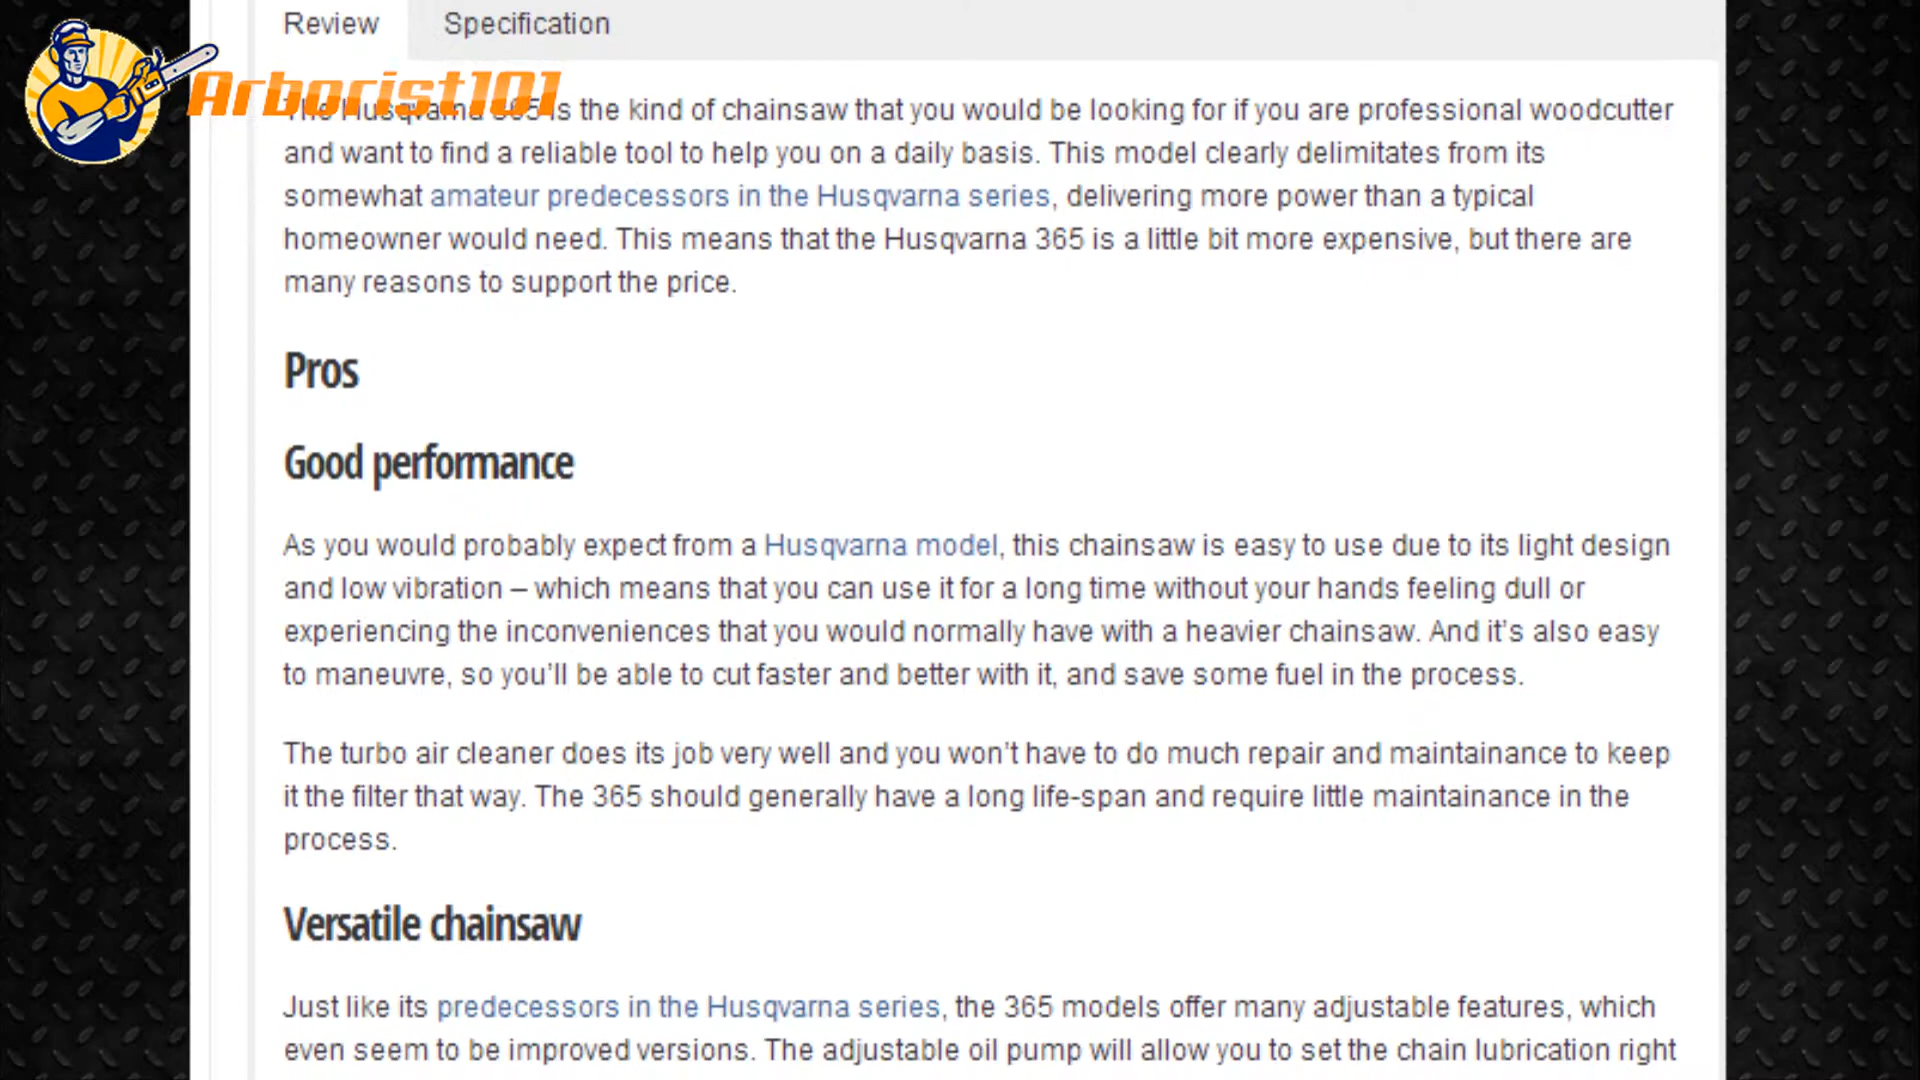 Review Specification
Arborist101
The Husqvarna 365 is the kind of chainsaw that you would be looking for if you are professional woodcutter
and want to find a reliable tool to help you on a daily basis. This model clearly delimitates from its
somewhat amateur predecessors in the Husqvarna series, delivering more power than a typical
homeowner would need. This means that the Husqvarna 365 is a little bit more expensive, but there are
many reasons to support the price.
Pros
Good performance
As you would probably expect from a Husqvarna model, this chainsaw is easy to use due to its light design
and low vibration – which means that you can use it for a long time without your hands feeling dull or
experiencing the inconveniences that you would normally have with a heavier chainsaw. And it’s also easy
to maneuvre, so you’ll be able to cut faster and better with it, and save some fuel in the process.
The turbo air cleaner does its job very well and you won’t have to do much repair and maintainance to keep
it the filter that way. The 365 should generally have a long life-span and require little maintainance in the
process.
Versatile chainsaw
Just like its predecessors in the Husqvarna series, the 365 models offer many adjustable features, which
even seem to be improved versions. The adjustable oil pump will allow you to set the chain lubrication right